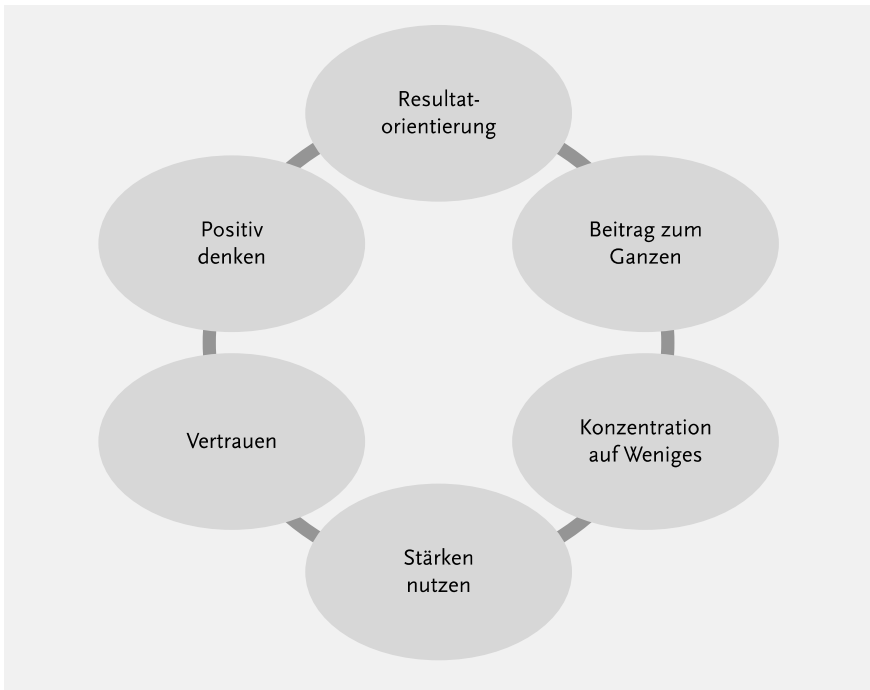 Resultat-
orientierung
Positiv
denken
Beitrag zum
Ganzen
Vertrauen
Konzentration
auf Weniges
Stärken
nutzen